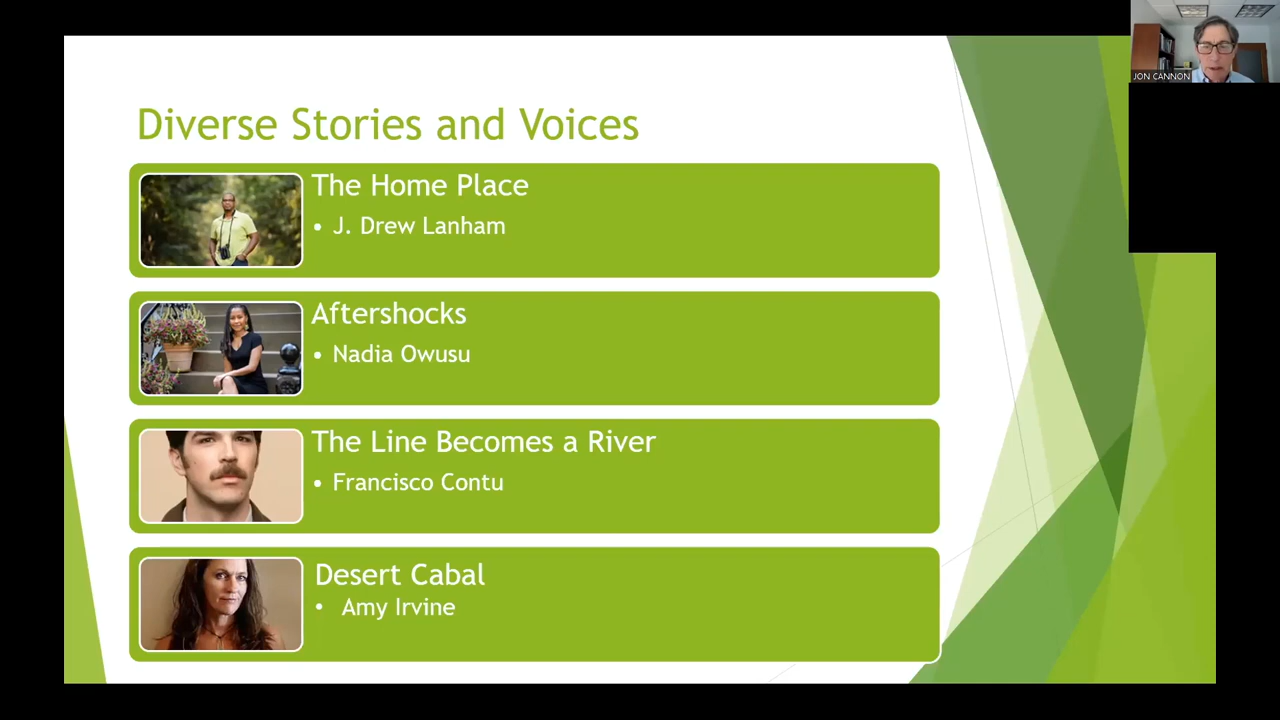 JON CANNON
Diverse Stories and Voices
The Home Place
• J. Drew Lanham
Aftershocks
• Nadia Owusu
The Line Becomes a River
• Francisco Contu
Desert Cabal
• Amy Irvine